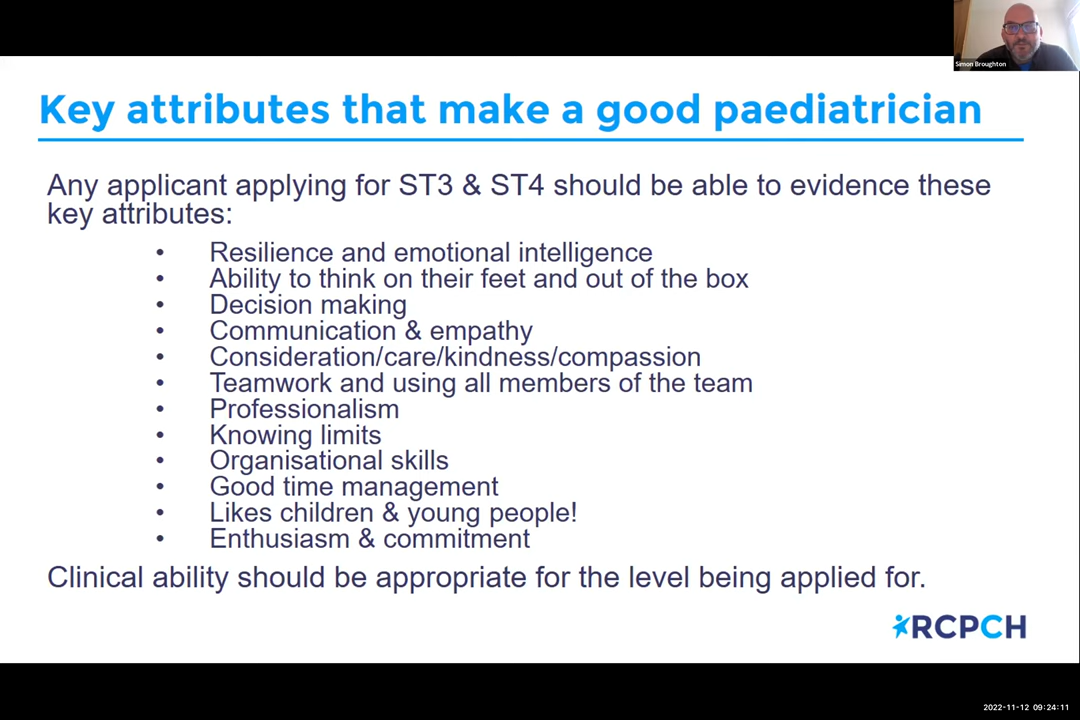 Simon Broughton
Key attributes that make a good paediatrician
Any applicant applying for ST3 & ST4 should be able to evidence these
key attributes:
• Resilience and emotional intelligence
• Ability to think on their feet and out of the box
• Decision making
• Communication & empathy
• Consideration/care/kindness/compassion
• Teamwork and using all members of the team
• Professionalism
• Knowing limits
• Organisational skills
• Good time management
• Likes children & young people!
• Enthusiasm & commitment
Clinical ability should be appropriate for the level being applied for.
RCPCH
2022-11-12 09:24:11